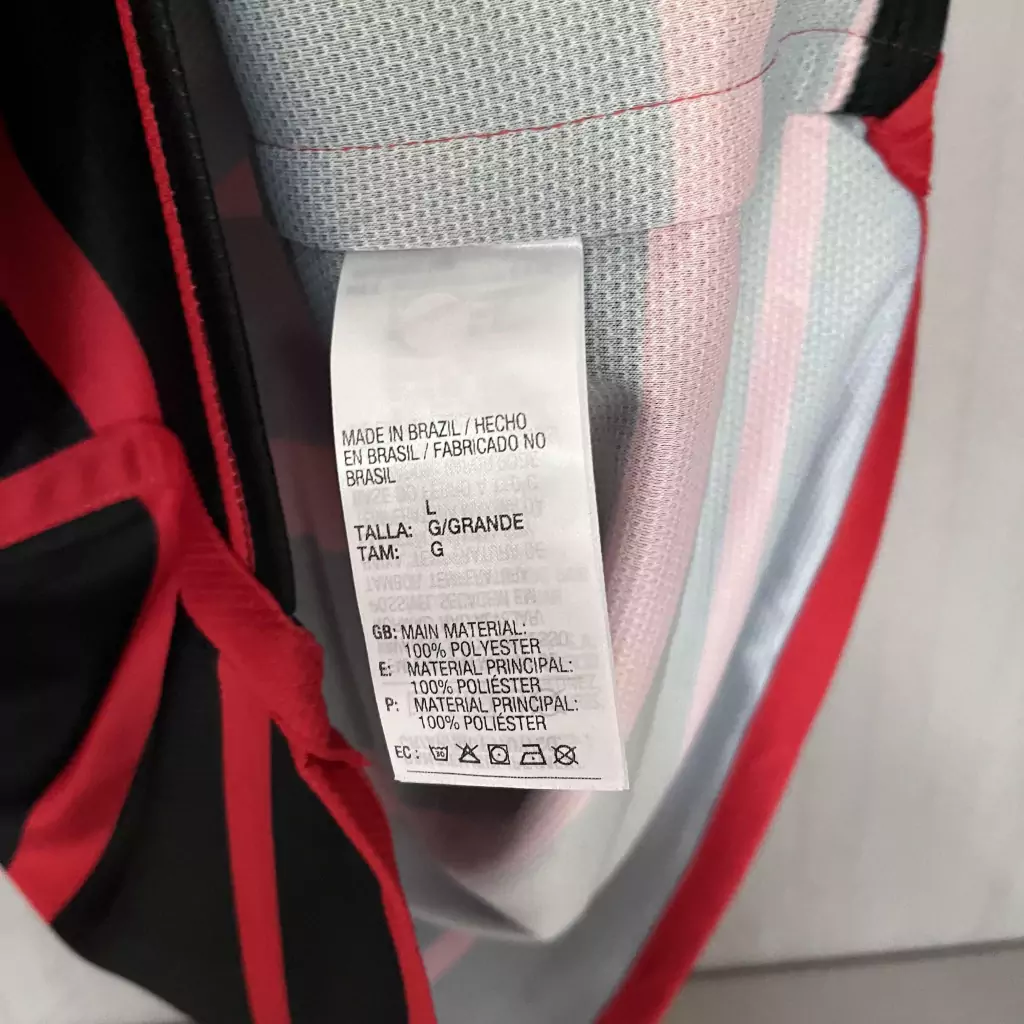 MADE IN BRAZIL / HECHO
EN BRASIL / FABRICADO NO
BRASIL
L
TALLA: G/GRANDE
TAM: G
GB: MAIN MATERIAL:
100% POLYESTER
E: MATERIAL PRINCIPAL:
100% POLIÉSTER
P: MATERIAL PRINCIPAL:
100% POLIÉSTER
EC: